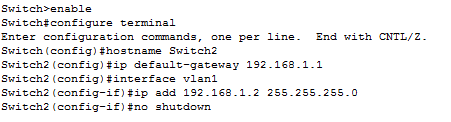 Switch>enable
Switch#configure terminal
Enter configuration commands, one per line.  End with CNTL/Z.
Switch(config)#hostname Switch2
Switch2(config)#ip default-gateway 192.168.1.1
Switch2(config)#interface vlan1
Switch2(config-if)#ip add 192.168.1.2 255.255.255.0
Switch2(config-if)#no shutdown